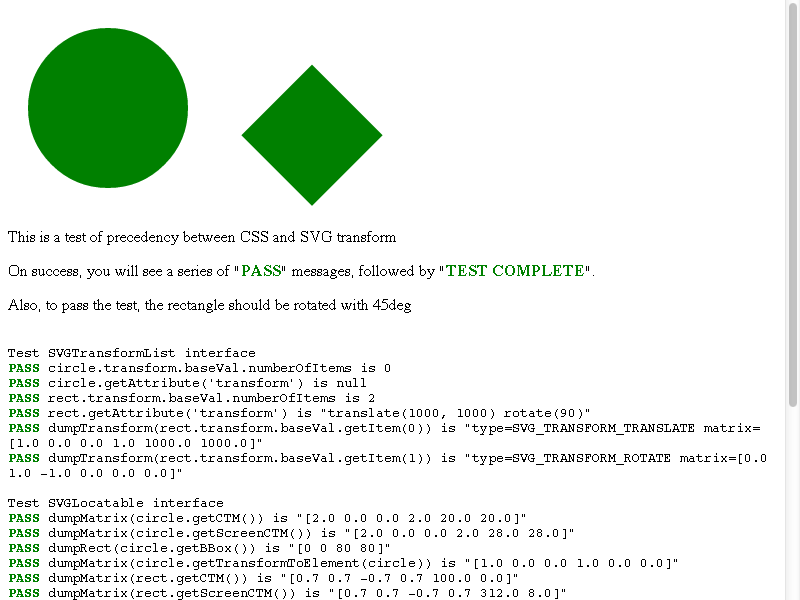 This is a test of precedency between CSS and SVG transform
On success, you will see a series of "PASS" messages, followed by "TEST COMPLETE".
Also, to pass the test, the rectangle should be rotated with 45deg
Test SVGTransformList interface
PASS circle.transform.baseVal.numberOfItems is 0
PASS circle.getAttribute('transform') is null
PASS rect.transform.baseVal.numberOfItems is 2
PASS rect.getAttribute('transform') is "translate(1000, 1000) rotate(90)"
PASS dumpTransform(rect.transform.baseVal.getItem(0)) is "type=SVG_TRANSFORM_TRANSLATE matrix=
[1.0 0.0 0.0 1.0 1000.0 1000.0]"
PASS dumpTransform(rect.transform.baseVal.getItem(1)) is "type=SVG_TRANSFORM_ROTATE matrix=[0.0
1.0 -1.0 0.0 0.0 0.0]"
Test SVGLocatable interface
PASS dumpMatrix(circle.getCTM()) is "[2.0 0.0 0.0 2.0 20.0 20.0]"
PASS dumpMatrix(circle.getScreenCTM()) is "[2.0 0.0 0.0 2.0 28.0 28.0]"
PASS dumpRect(circle.getBBox()) is "[0 0 80 80]"
PASS dumpMatrix(circle.getTransformToElement(circle)) is "[1.0 0.0 0.0 1.0 0.0 0.0]"
PASS dumpMatrix(rect.getCTM()) is "[0.7 0.7 -0.7 0.7 100.0 0.0]"
PASS dumpMatrix(rect.getScreenCTM()) is "[0.7 0.7 -0.7 0.7 312.0 8.0]"